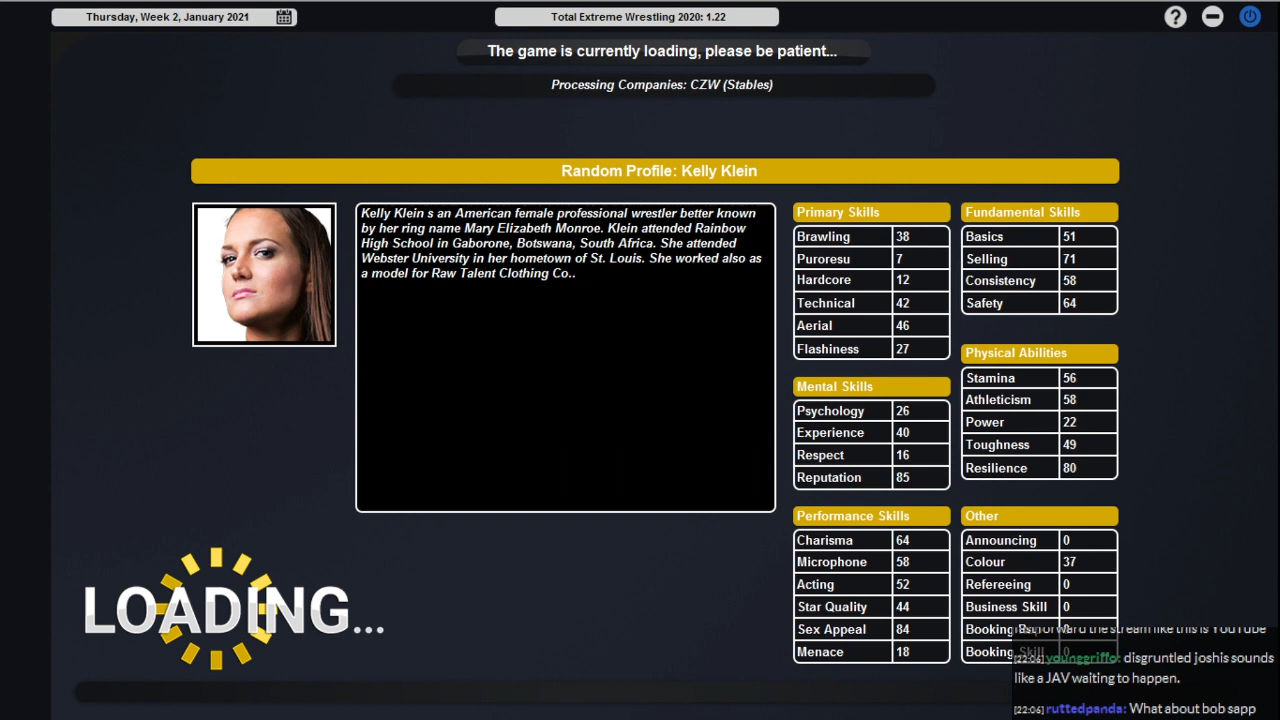 Thursday, Week 2, January 2021
Total Extreme Wrestling 2020: 1.22
?
The game is currently loading, please be patient...
Processing Companies: CZW (Stables)
Random Profile: Kelly Klein
Kelly Klein s an American female professional wrestler better known
by her ring name Mary Elizabeth Monroe. Klein attended Rainbow
High School in Gaborone, Botswana, South Africa. She attended
Webster University in her hometown of St. Louis. She worked also as
a model for Raw Talent Clothing Co..
Primary Skills
Brawling 38
Puroresu 7
Hardcore 12
Technical 42
Aerial 46
Flashiness 27
Mental Skills
Psychology 26
Experience 40
Respect 16
Reputation 85
Performance Skills
Charisma 64
Microphone 58
Acting 52
Star Quality 44
Sex Appeal 84
Menace 18
Fundamental Skills
Basics 51
Selling 71
Consistency 58
Safety 64
Physical Abilities
Stamina 56
Athleticism 58
Power 22
Toughness 49
Resilience 80
Other
Announcing 0
Colour 37
Refereeing 0
Business Skill 0
Booking
Booking Skill 0
LOADING...
forward the stream like this is YouTube
[22:06] younggriffo: disgruntled joshis sounds
like a JAV waiting to happen.
[22:06] ruttedpanda: What about bob sapp